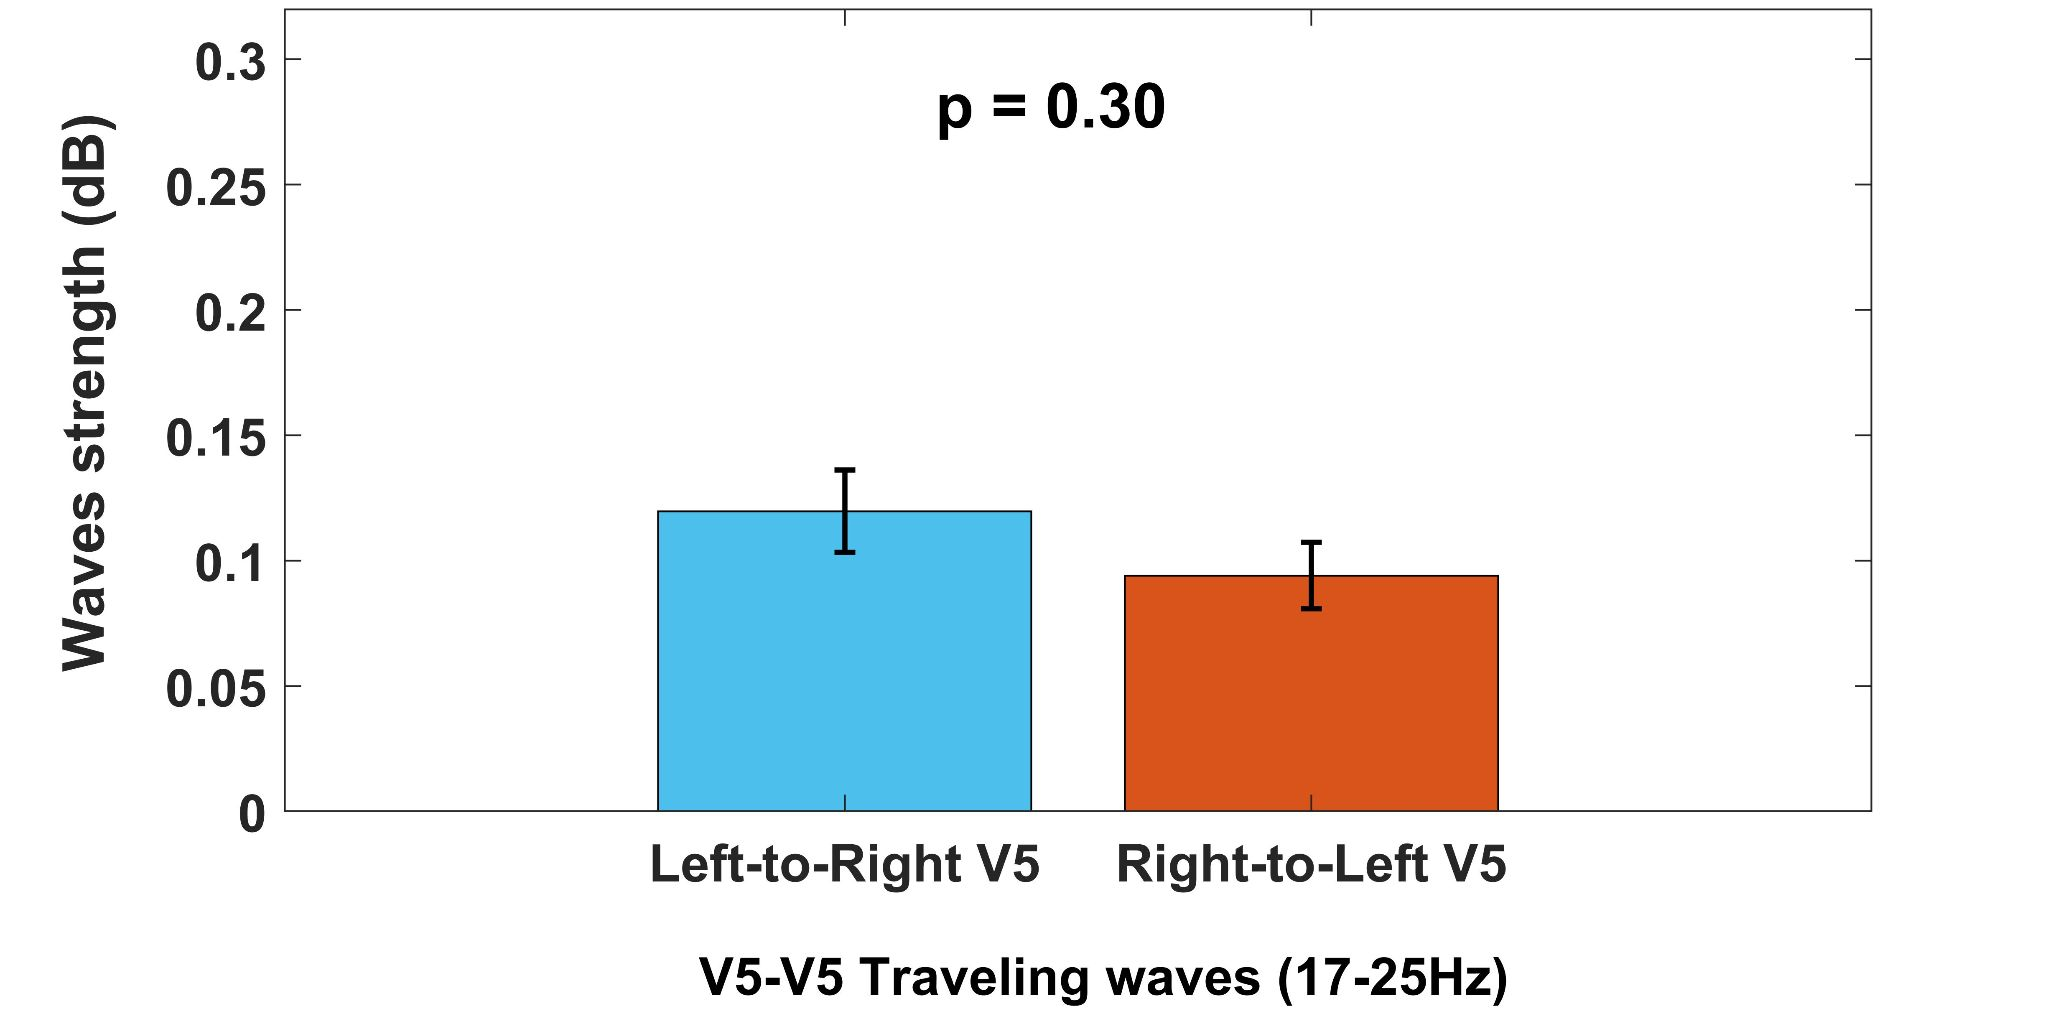 Waves strength (dB)
0.3
0.25
0.2
0.15
0.1
0.05
0
p = 0.30
Left-to-Right V5
Right-to-Left V5
V5-V5 Traveling waves (17-25Hz)